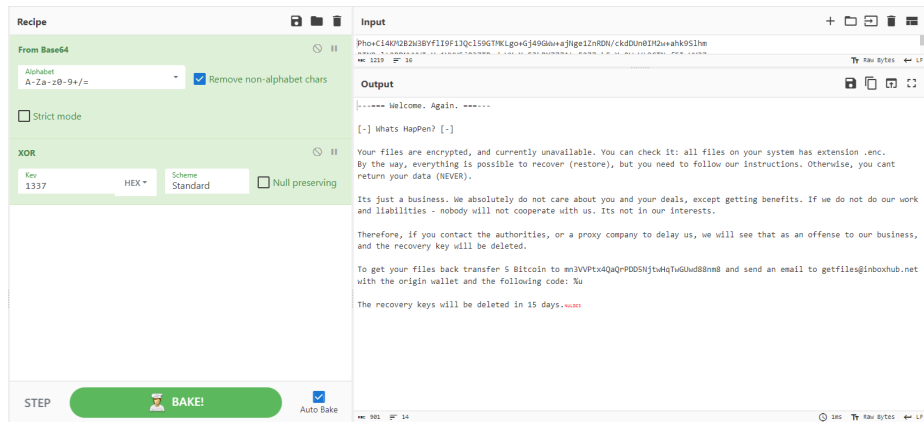 Recipe
From Base64
Alphabet
A-Za-z0-9+/=
Remove non-alphabet chars
Strict mode
XOR
Key
1337
HEX
Scheme
Standard
Null preserving
STEP
BAKE!
Auto Bake
Input
1219 16
Raw Bytes LF
Output
---=== Welcome. Again. ===---
[-] Whats HapPen? [-]
Your files are encrypted, and currently unavailable. You can check it: all files on your system has extension .enc.
By the way, everything is possible to recover (restore), but you need to follow our instructions. Otherwise, you cant
return your data (NEVER).
Its just a business. We absolutely do not care about you and your deals, except getting benefits. If we do not do our work
and liabilities - nobody will not cooperate with us. Its not in our interests.
Therefore, if you contact the authorities, or a proxy company to delay us, we will see that as an offense to our business,
and the recovery key will be deleted.
To get your files back transfer 5 Bitcoin to mn3VVPtx4QaQrPDD5NjtwHqTwGUwd88nm8 and send an email to getfiles@inboxhub.net
with the origin wallet and the following code: %u
The recovery keys will be deleted in 15 days.
901 14
1ms Raw Bytes LF